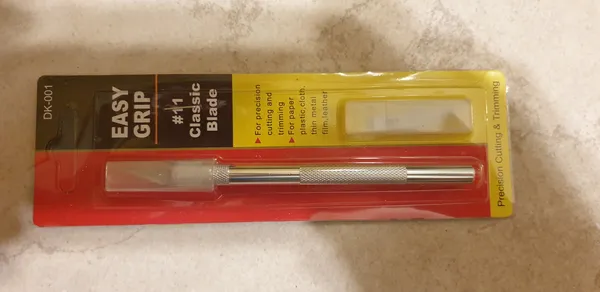 DK-001
EASY
GRIP
#11
Classic
Blade
▶ For precision
cutting and
trimming
▶ For paper
plastic,cloth,
thin metal
film,leather
Precision Cutting & Trimming